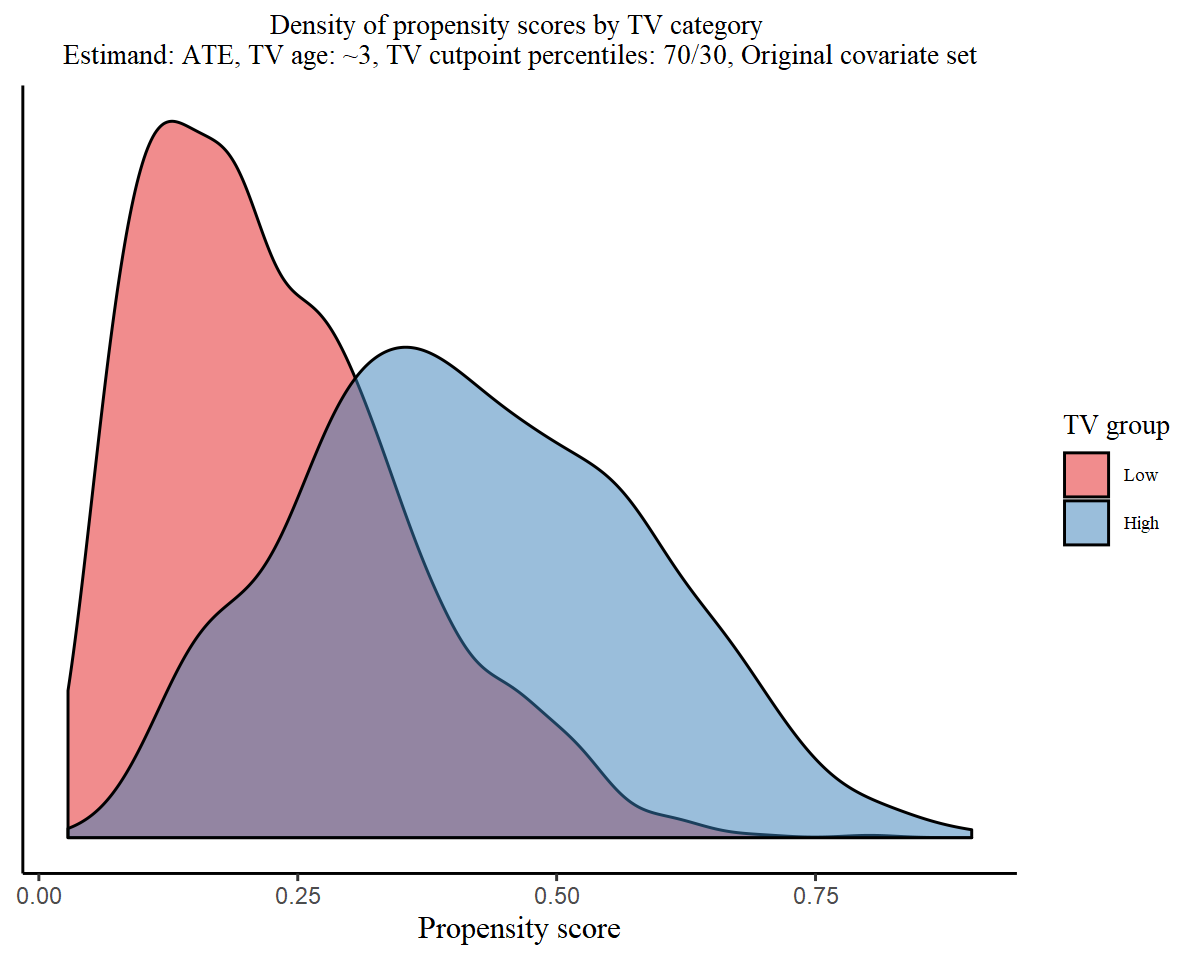 Density of propensity scores by TV category
Estimand: ATE, TV age: ~3, TV cutpoint percentiles: 70/30, Original covariate set
TV group
Low
High
0.00 0.25 0.50 0.75
Propensity score